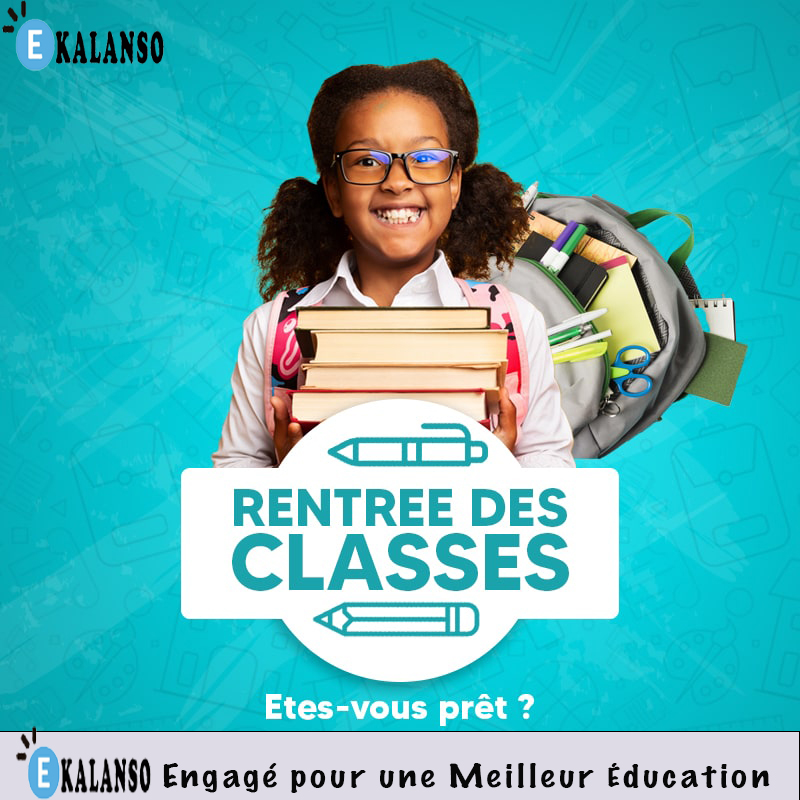 EKALANSO
RENTREE DES
CLASSES
Etes-vous prêt ?
EKALANSO Engagé pour une Meilleur Éducation